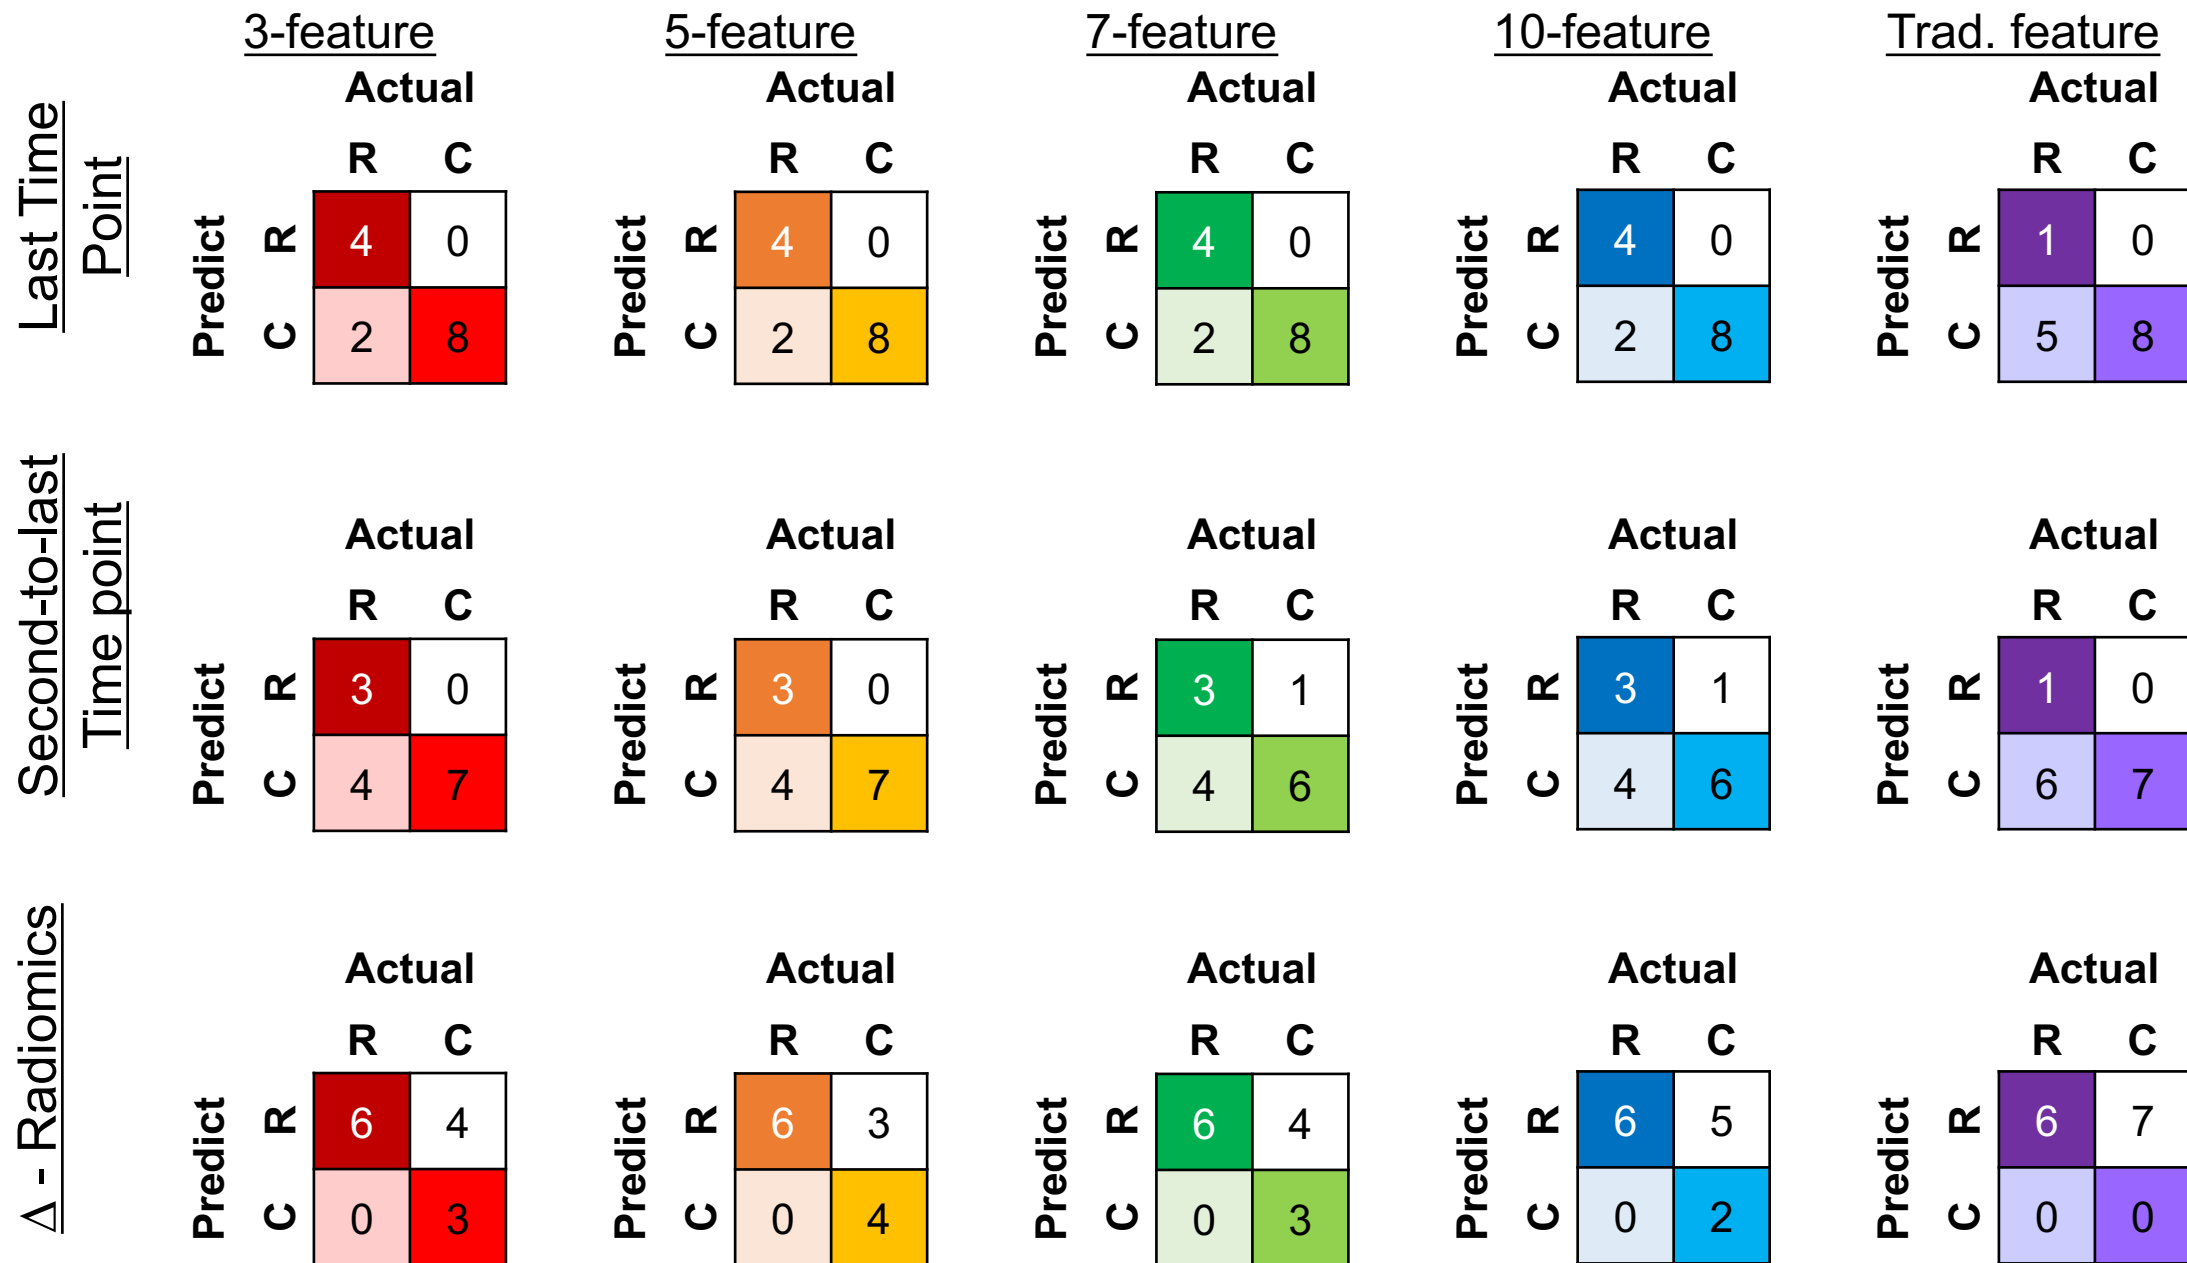 3-feature 5-feature 7-feature 10-feature Trad. feature
Last Time
Point
Actual Actual Actual Actual Actual
R C R C R C R C R C
Predict R 4 0 Predict R 4 0 Predict R 4 0 Predict R 4 0 Predict R 1 0
C 2 8 C 2 8 C 2 8 C 2 8 C 5 8
Second-to-last
Time point
Actual Actual Actual Actual Actual
R C R C R C R C R C
Predict R 3 0 Predict R 3 0 Predict R 3 1 Predict R 3 1 Predict R 1 0
C 4 7 C 4 7 C 4 6 C 4 6 C 6 7
Δ - Radiomics
Actual Actual Actual Actual Actual
R C R C R C R C R C
Predict R 6 4 Predict R 6 3 Predict R 6 4 Predict R 6 5 Predict R 6 7
C 0 3 C 0 4 C 0 3 C 0 2 C 0 0